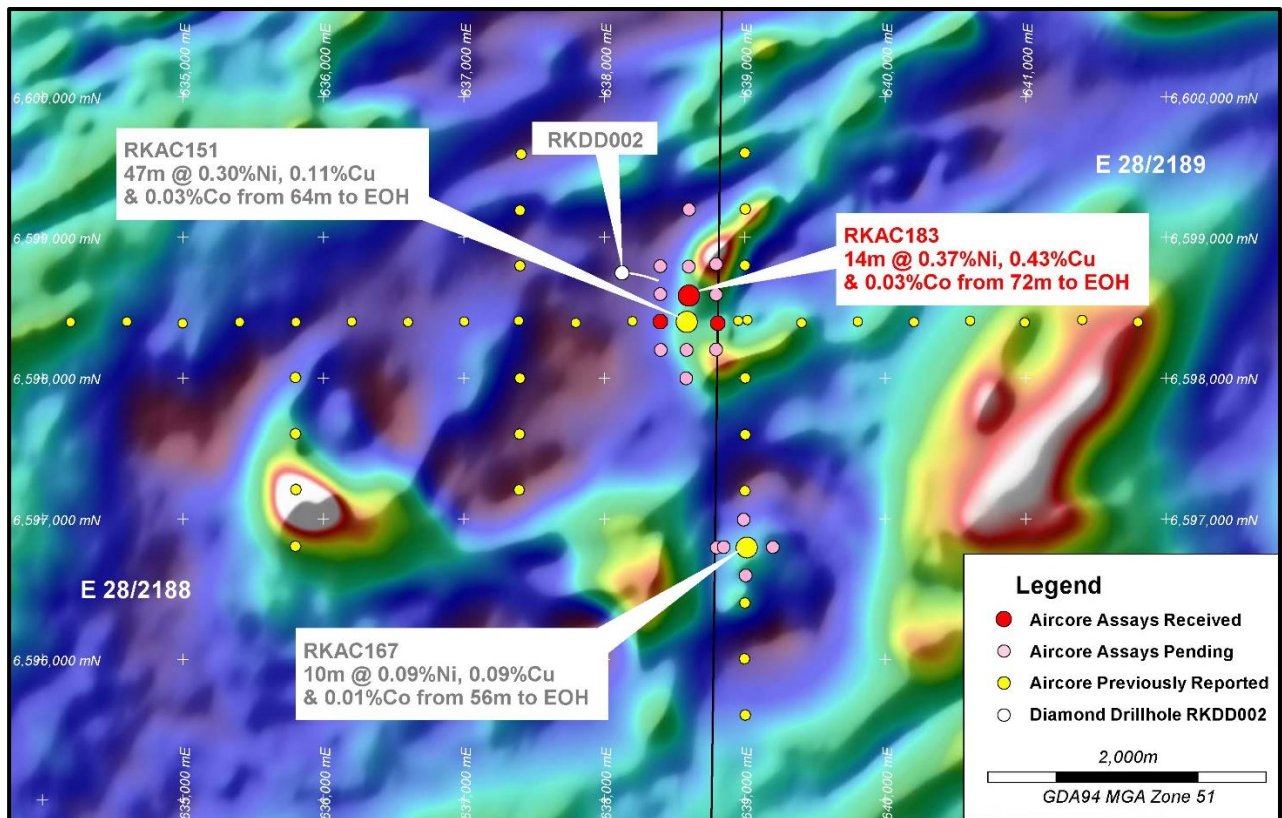 635,000 mE
636,000 mE
637,000 mE
638,000 mE
639,000 mE
640,000 mE
641,000 mE
6,600,000 mN
6,600,000 mN
RKAC151
47m @ 0.30%Ni, 0.11%Cu
& 0.03%Co from 64m to EOH
RKDD002
E 28/2189
6,599,000 mN
6,599,000 mN
RKAC183
14m @ 0.37%Ni, 0.43%Cu
& 0.03%Co from 72m to EOH
6,598,000 mN
6,598,000 mN
6,597,000 mN
6,597,000 mN
E 28/2188
RKAC167
10m @ 0.09%Ni, 0.09%Cu
& 0.01%Co from 56m to EOH
6,596,000 mN
635,000 mE
636,000 mE
638,000 mE
639,000 mE
640,000 mE
Legend
Aircore Assays Received
Aircore Assays Pending
Aircore Previously Reported
Diamond Drillhole RKDD002
2,000m
GDA94 MGA Zone 51